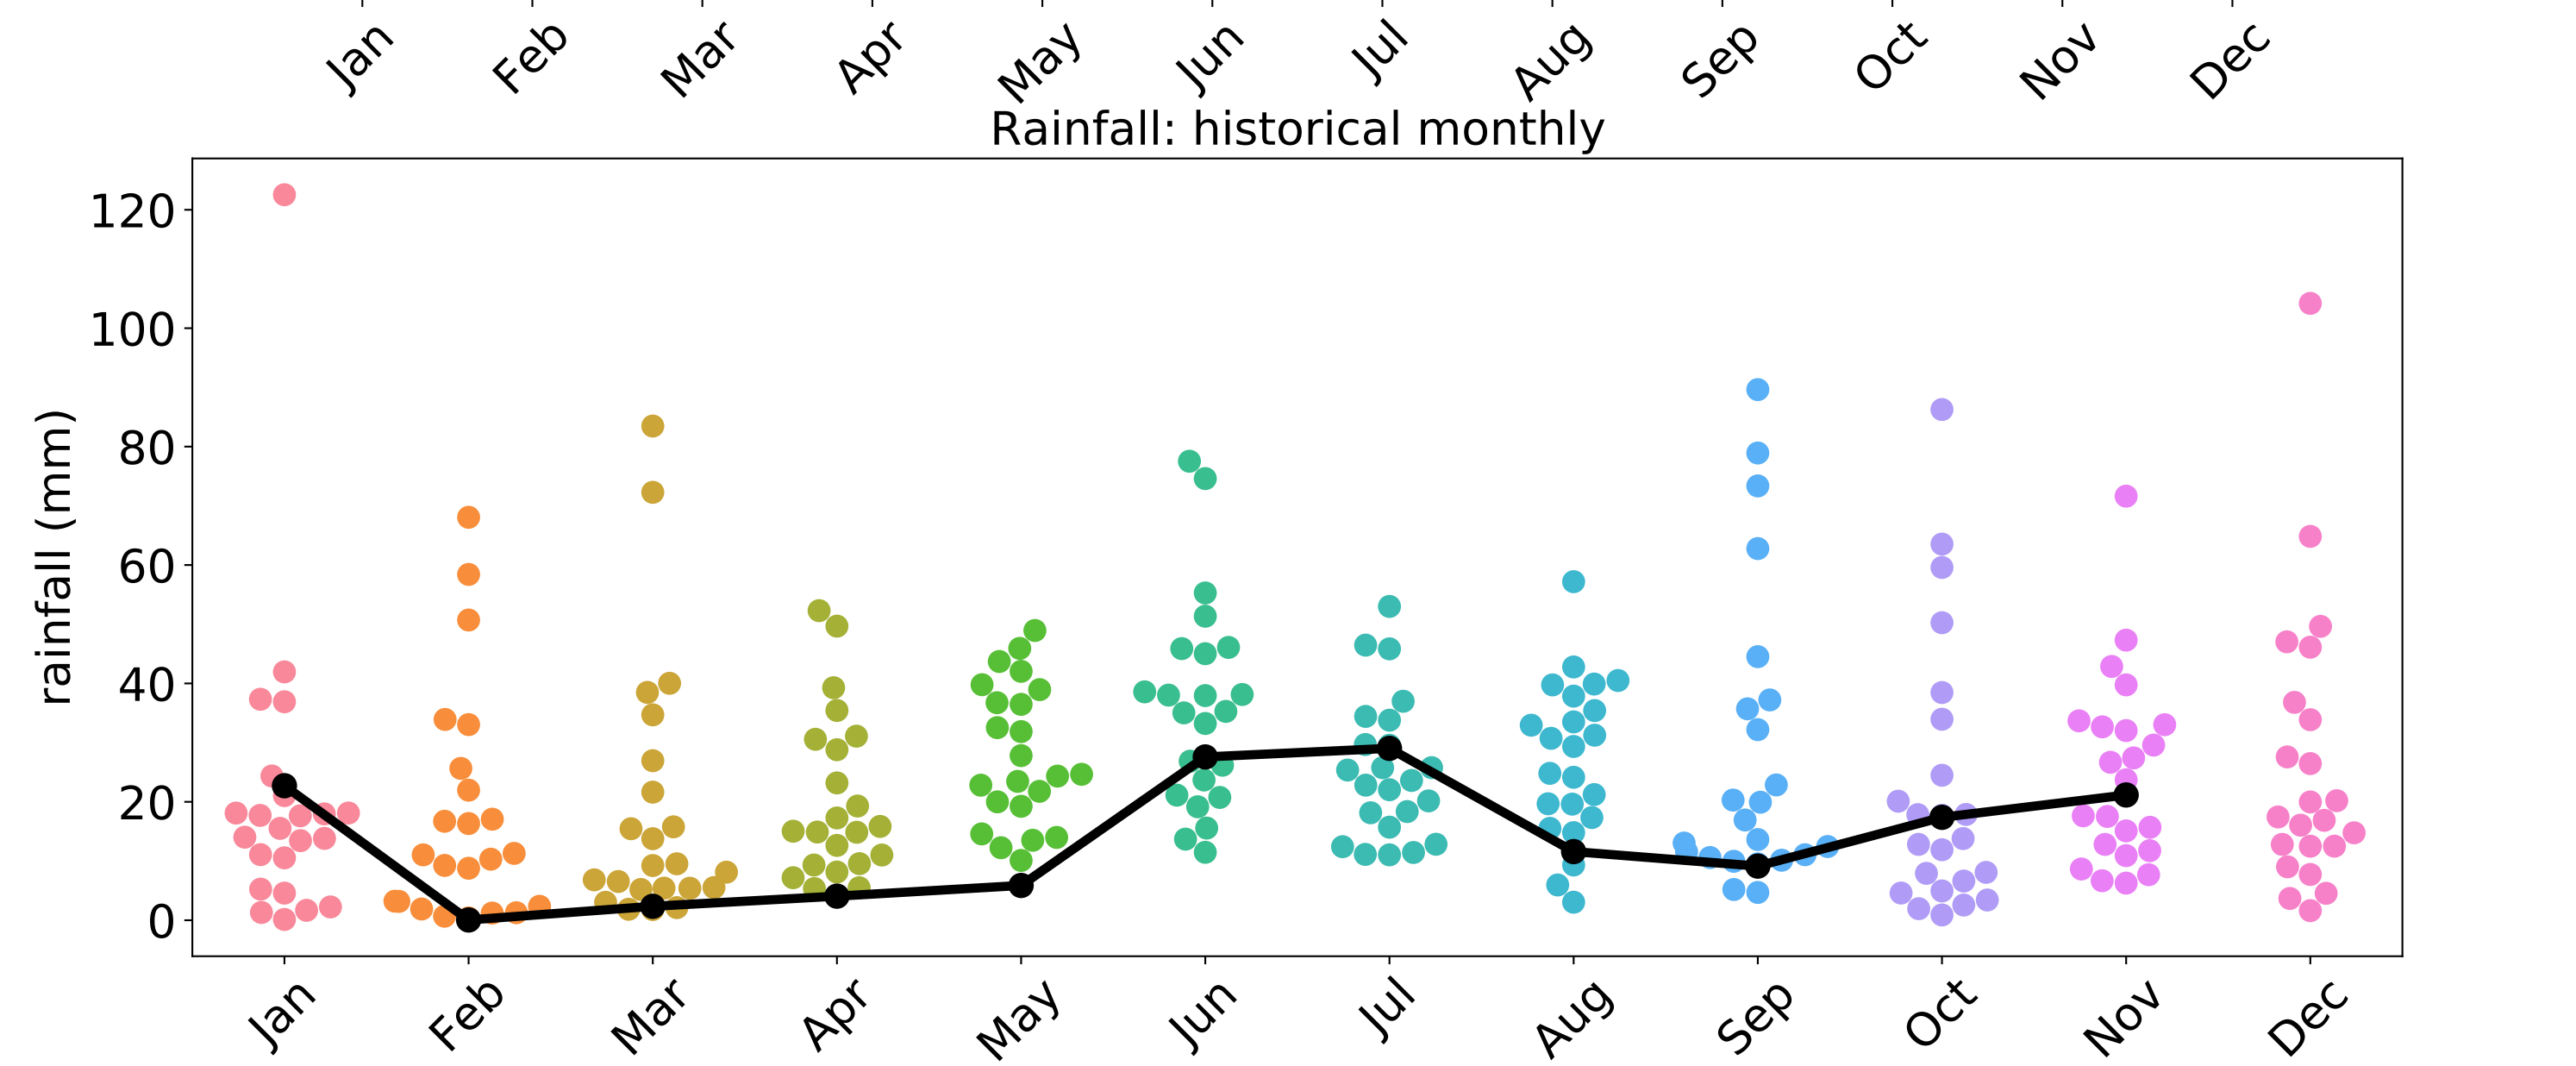 Jan Feb Mar Apr May Jun Jul Aug Sep Oct Nov Dec
Rainfall: historical monthly
rainfall (mm)
120
100
80
60
40
20
0
Jan Feb Mar Apr May Jun Jul Aug Sep Oct Nov Dec